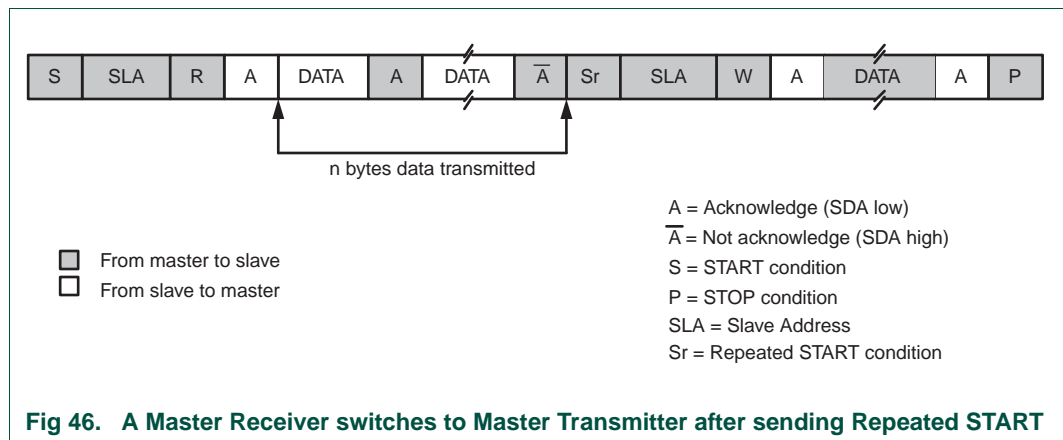 S SLA R A DATA A DATA A̅ Sr SLA W A DATA A P
n bytes data transmitted
From master to slave
From slave to master
A = Acknowledge (SDA low)
A̅ = Not acknowledge (SDA high)
S = START condition
P = STOP condition
SLA = Slave Address
Sr = Repeated START condition
Fig 46. A Master Receiver switches to Master Transmitter after sending Repeated START